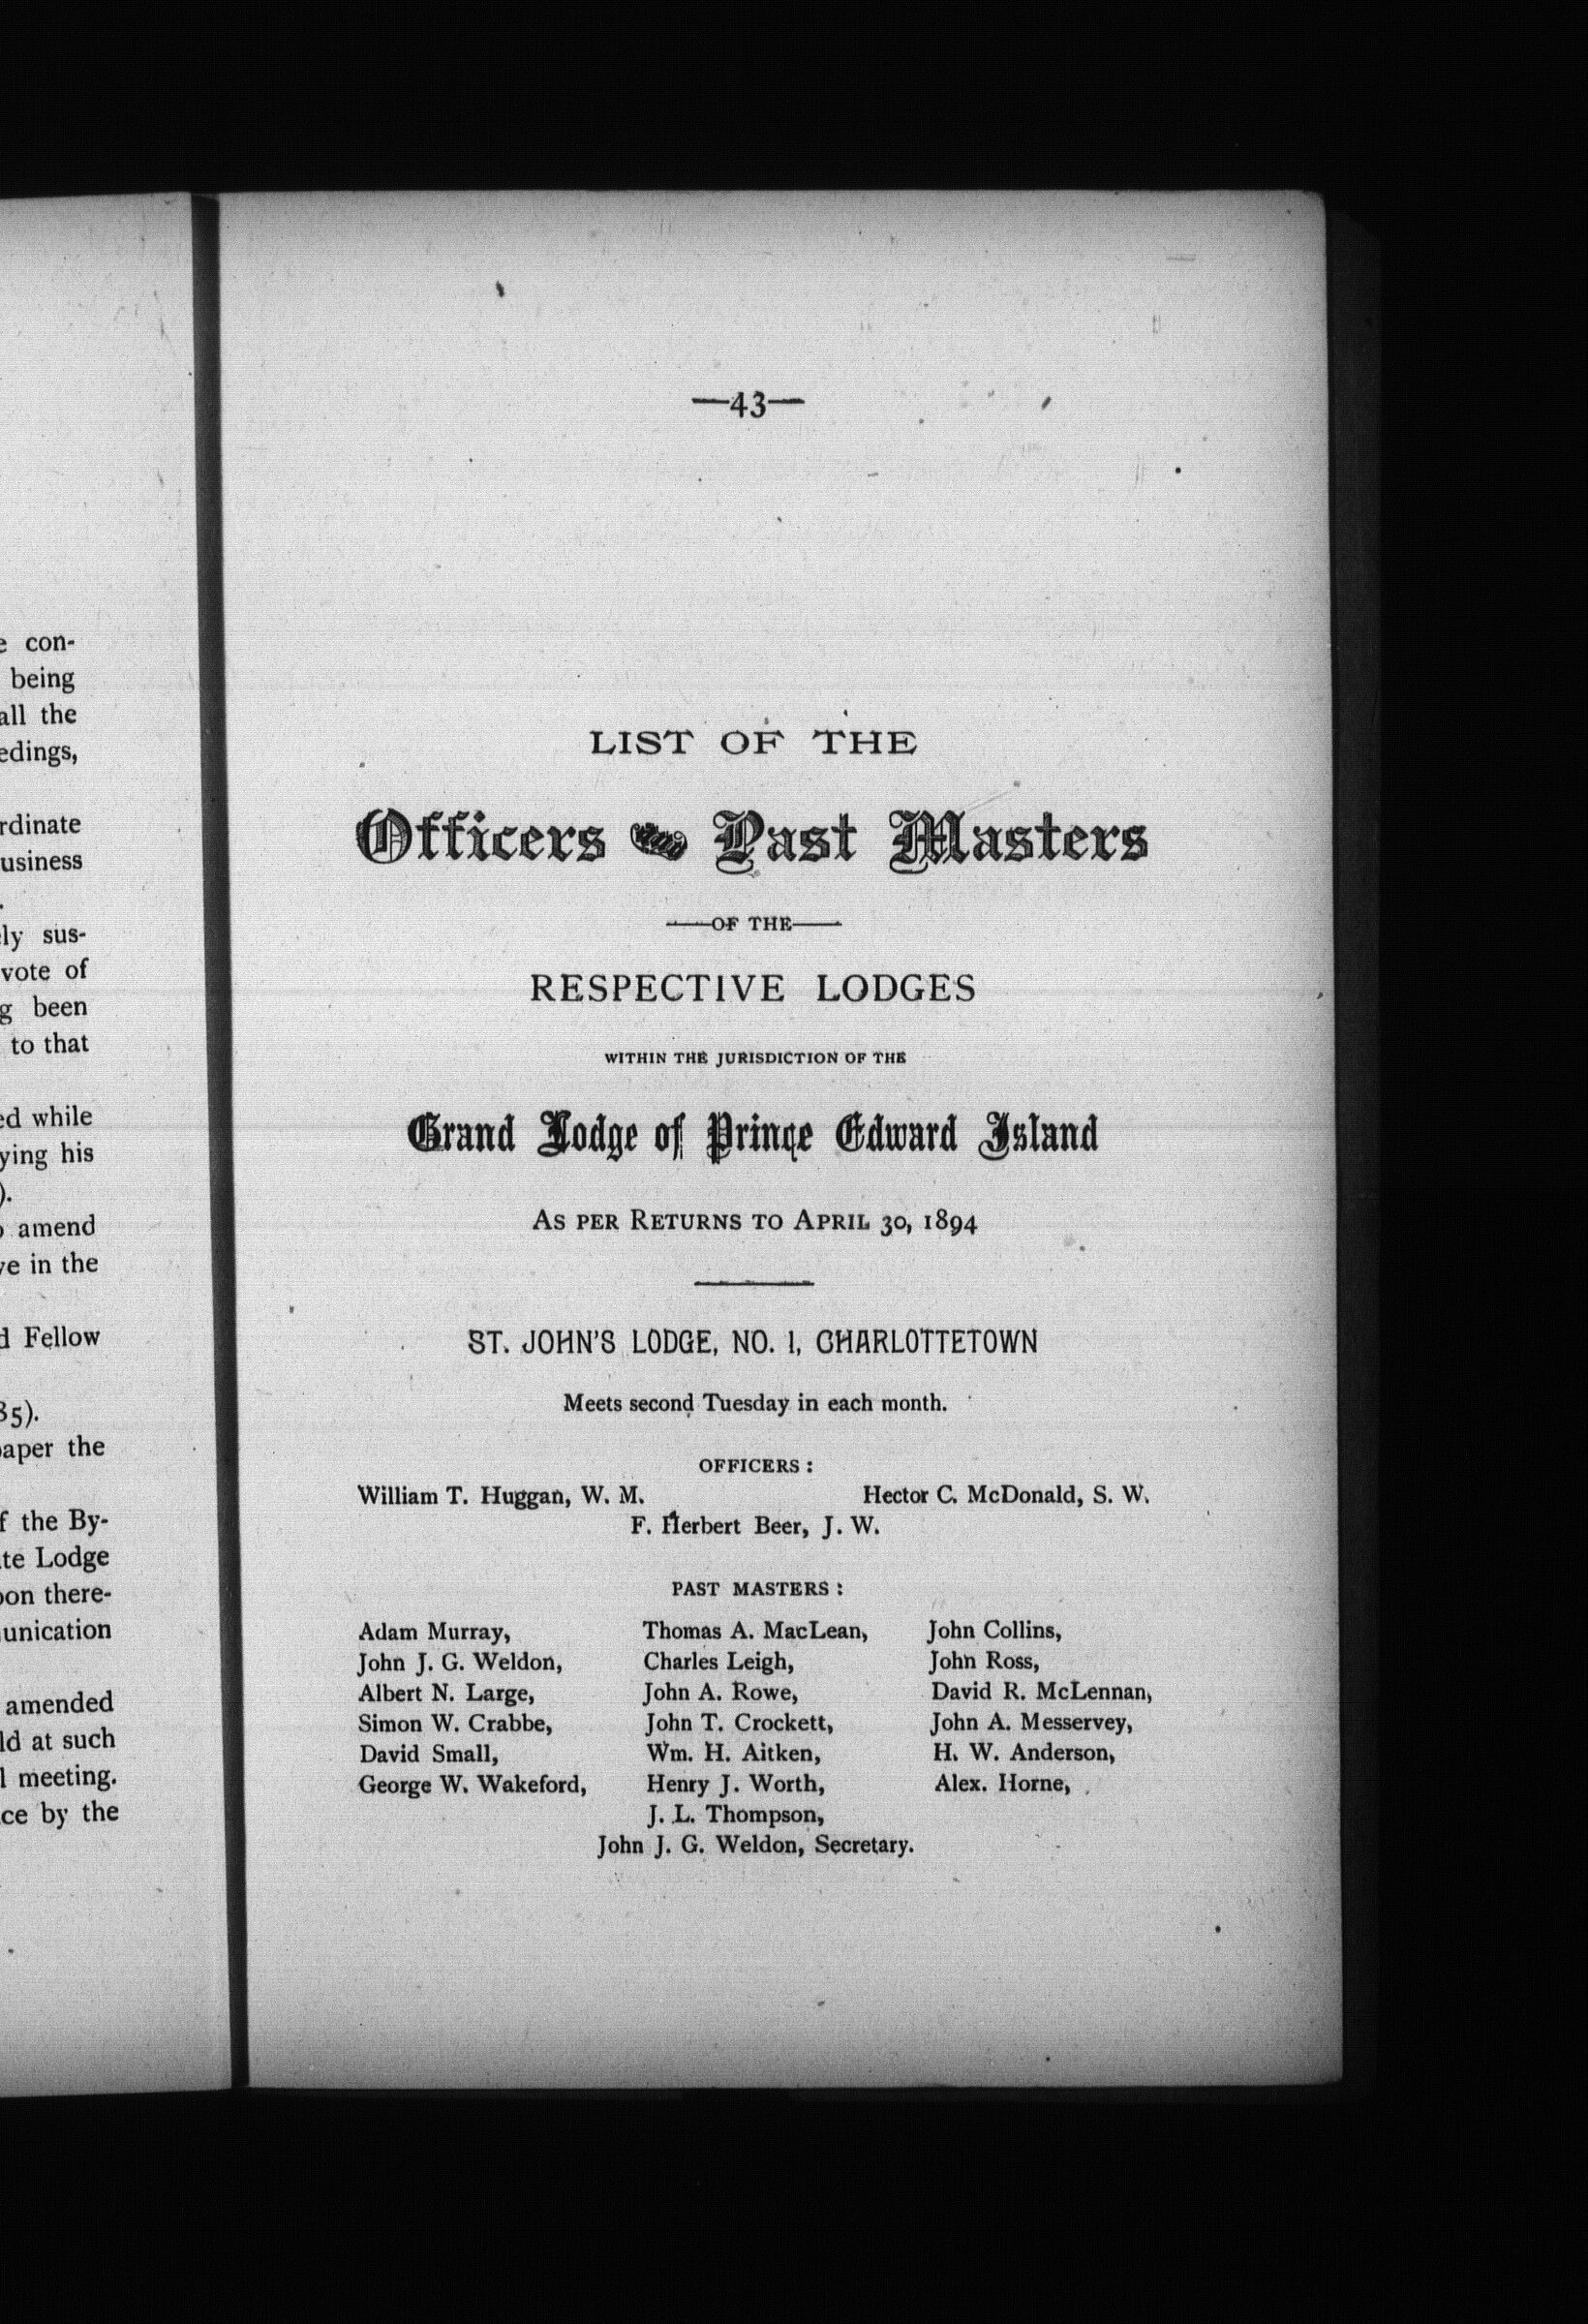 e con-
being
all the
edings,
rdinate
usiness
.
ly sus-
vote of
g been
to that
ed while
ying his
).
amend
ve in the
d Fellow
85).
paper the
f the By-
te Lodge
on there-
unication
amended
ld at such
l meeting.
ce by the
—43—
LIST OF THE
Officers and Past Masters
—OF THE—
RESPECTIVE LODGES
WITHIN THE JURISDICTION OF THE
Grand Lodge of Prince Edward Island
AS PER RETURNS TO APRIL 30, 1894
ST. JOHN'S LODGE, NO. 1, CHARLOTTETOWN
Meets second Tuesday in each month.
OFFICERS :
William T. Huggan, W. M. Hector C. McDonald, S. W.
F. Herbert Beer, J. W.
PAST MASTERS :
Adam Murray, Thomas A. MacLean, John Collins,
John J. G. Weldon, Charles Leigh, John Ross,
Albert N. Large, John A. Rowe, David R. McLennan,
Simon W. Crabbe, John T. Crockett, John A. Messervey,
David Small, Wm. H. Aitken, H. W. Anderson,
George W. Wakeford, Henry J. Worth, Alex. Horne,
J. L. Thompson,
John J. G. Weldon, Secretary.